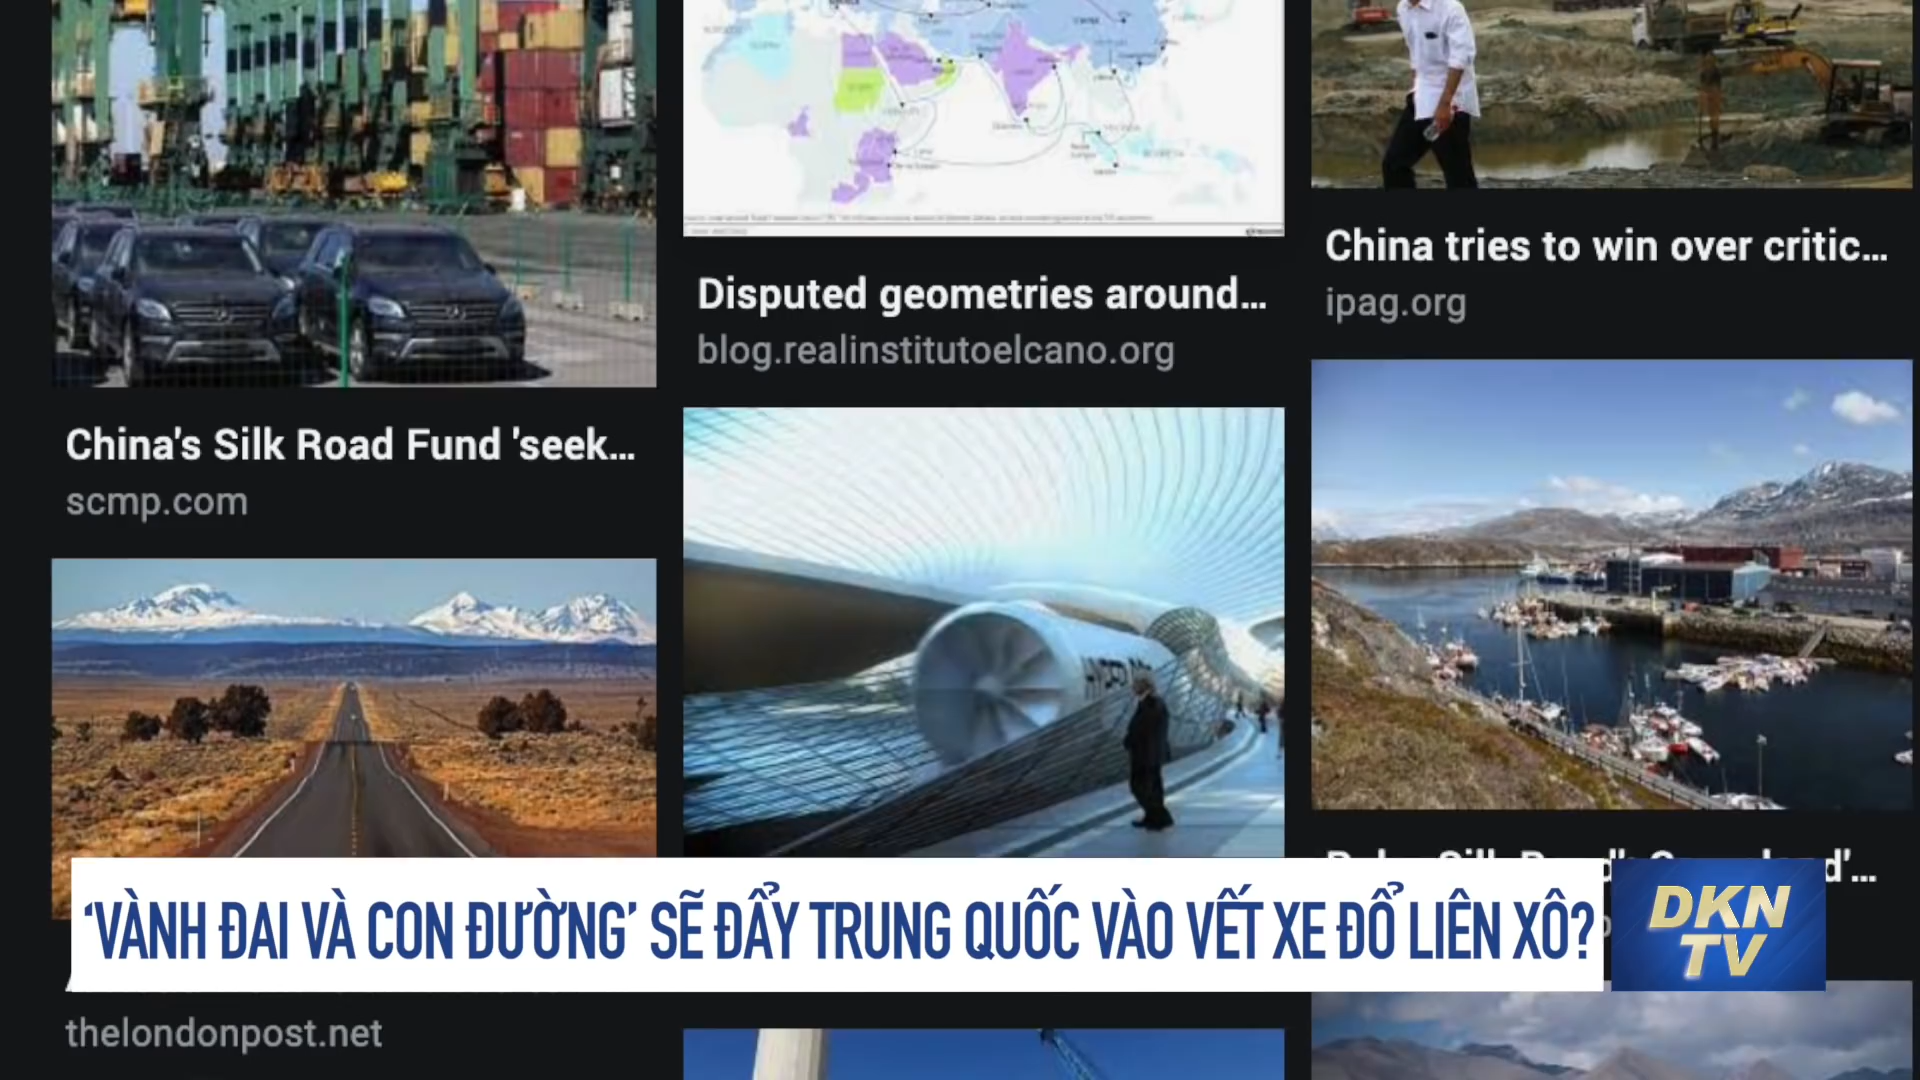 China tries to win over critic...
ipag.org
Disputed geometries around...
blog.realinstitutoelcano.org
China's Silk Road Fund 'seek...
scmp.com
‘VÀNH ĐAI VÀ CON ĐƯỜNG’ SẼ ĐẨY TRUNG QUỐC VÀO VẾT XE ĐỔ LIÊN XÔ?
DKN
TV
thelondonpost.net